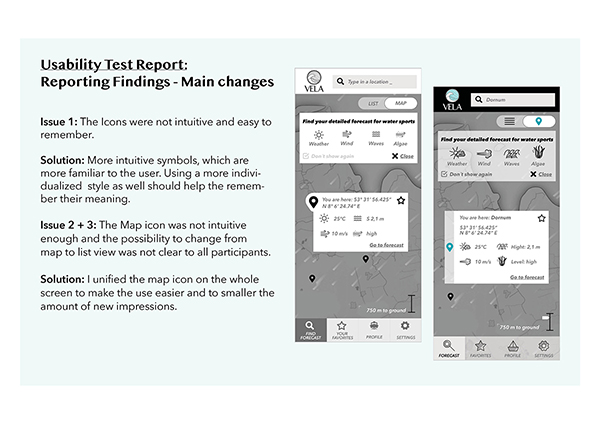 Usability Test Report:
Reporting Findings - Main changes
Issue 1: The Icons were not intuitive and easy to
remember.
Solution: More intuitive symbols, which are
more familiar to the user. Using a more indivi-
dualized style as well should help the remem-
ber their meaning.
Issue 2 + 3: The Map icon was not intuitive
enough and the possibility to change from
map to list view was not clear to all participants.
Solution: I unified the map icon on the whole
screen to make the use easier and to smaller the
amount of new impressions.
VELA
Type in a location _
LIST MAP
Find your detailed forecast for water sports
Weather Wind Waves Algae
Don't show again Close
You are here: 53° 31' 56.425"
N 8° 6' 24.74" E
25°C S 2,1 m
10 m/s high
Go to forecast
750 m to ground
FIND
FORECAST
YOUR
FAVORITES
PROFILE
SETTINGS
VELA
Dornum
Find your detailed forecast for water sports
Weather Wind Waves Algae
Don't show again Close
You are here: Dornum
53° 31' 56.425"
N 8° 6' 24.74" E
25°C Hight: 2,1 m
10 m/s Level: high
Go to forecast
750 m to ground
FORECAST FAVORITES PROFILE SETTINGS